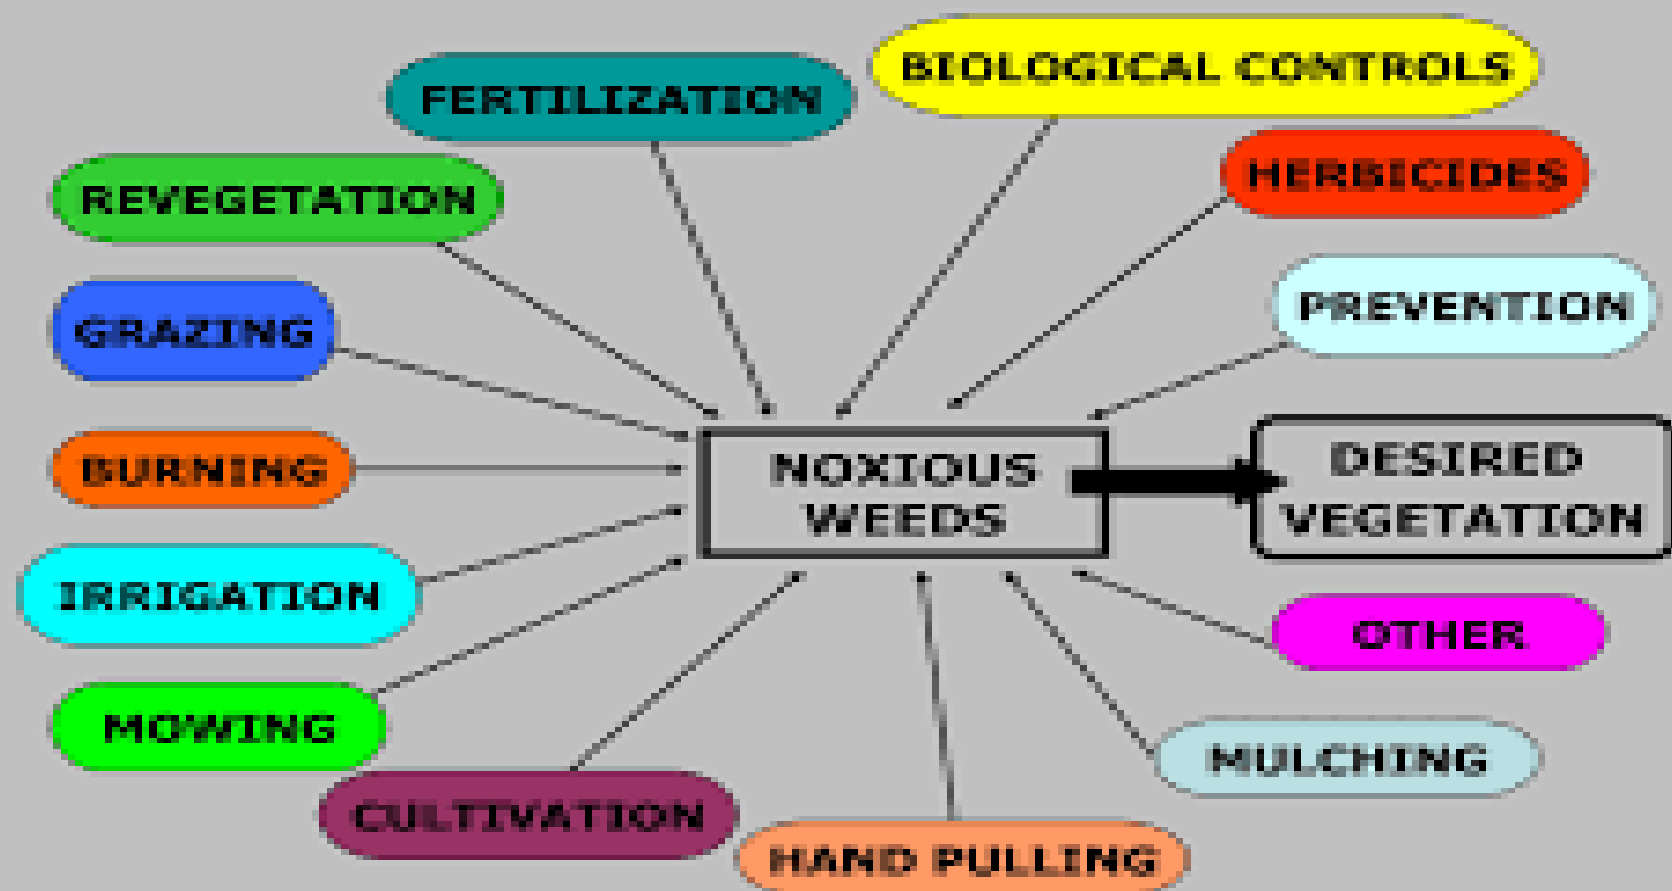 BIOLOGICAL CONTROLS
FERTILIZATION
HERBICIDES
REVEGETATION
PREVENTION
GRAZING
BURNING
NOXIOUS
WEEDS
DESIRED
VEGETATION
IRRIGATION
OTHER
MOWING
MULCHING
CULTIVATION
HAND PULLING